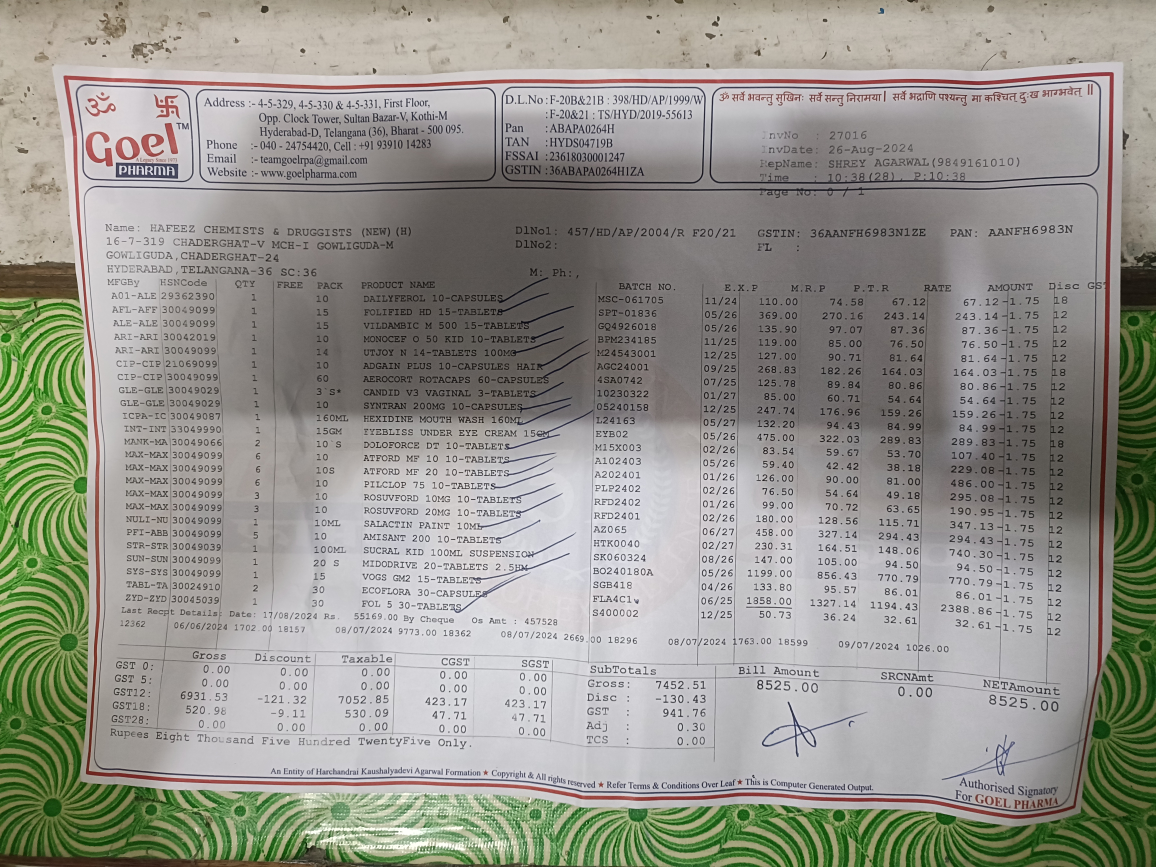 ॐ 卐
Goel™
A Legacy Since 1973
PHARMA
Address :- 4-5-329, 4-5-330 & 4-5-331, First Floor,
Opp. Clock Tower, Sultan Bazar-V, Kothi-M
Hyderabad-D, Telangana (36), Bharat - 500 095.
Phone :- 040 - 24754420, Cell : +91 93910 14283
Email :- teamgoelrpa@gmail.com
Website :- www.goelpharma.com
D.L.No : F-20B&21B : 398/HD/AP/1999/W
: F-20&21 : TS/HYD/2019-55613
Pan : ABAPA0264H
TAN : HYDS04719B
FSSAI : 23618030001247
GSTIN : 36ABAPA0264H1ZA
ॐ सर्वे भवन्तु सुखिनः सर्वे सन्तु निरामया| सर्वे भद्राणि पश्यन्तु मा कश्चित् दुःख भाग्भवेत् ||
InvNo : 27016
InvDate: 26-Aug-2024
RepName: SHREY AGARWAL(9849161010)
Time : 10:38(28), P:10:38
Page No: 0 / 1
Name: HAFEEZ CHEMISTS & DRUGGISTS (NEW)(H)
16-7-319 CHADERGHAT-V MCH-I GOWLIGUDA-M
GOWLIGUDA,CHADERGHAT-24
HYDERABAD,TELANGANA-36 SC:36
DlNo1: 457/HD/AP/2004/R F20/21 GSTIN: 36AANFH6983N1ZE PAN: AANFH6983N
DlNo2: FL :
M: Ph:,
MFGBy HSNCode QTY FREE PACK PRODUCT NAME BATCH NO. E.X.P M.R.P P.T.R RATE AMOUNT Disc GST
A01-ALE 29362390 1 10 DAILYFEROL 10-CAPSULES MSC-061705 11/24 110.00 74.58 67.12 67.12 -1.75 18
AFL-AFF 30049099 1 15 FOLIFIED HD 15-TABLETS SPT-01836 05/26 369.00 270.16 243.14 243.14 -1.75 12
ALE-ALE 30049099 1 15 VILDAMBIC M 500 15-TABLETS GQ4926018 05/26 135.90 97.07 87.36 87.36 -1.75 12
ARI-ARI 30042019 1 10 MONOCEF O 50 KID 10-TABLETS BPM234185 11/25 119.00 85.00 76.50 76.50 -1.75 12
ARI-ARI 30049099 1 14 UTJOY N 14-TABLETS 100MG M24543001 12/25 127.00 90.71 81.64 81.64 -1.75 12
CIP-CIP 21069099 1 10 ADGAIN PLUS 10-CAPSULES HAIR AGC24001 09/25 268.83 182.26 164.03 164.03 -1.75 18
CIP-CIP 30049099 1 60 AEROCORT ROTACAPS 60-CAPSULES 4SA0742 07/25 125.78 89.84 80.86 80.86 -1.75 12
GLE-GLE 30049029 1 3 S* CANDID V3 VAGINAL 3-TABLETS 10230322 01/27 85.00 60.71 54.64 54.64 -1.75 12
GLE-GLE 30049029 1 10 SYNTRAN 200MG 10-CAPSULES 05240158 12/25 247.74 176.96 159.26 159.26 -1.75 12
ICPA-IC 30049087 1 160ML HEXIDINE MOUTH WASH 160ML L24163 05/27 132.20 94.43 84.99 84.99 -1.75 12
INT-INT 33049990 1 15GM EYEBLISS UNDER EYE CREAM 15GM EYB02 05/26 475.00 322.03 289.83 289.83 -1.75 18
MANK-MA 30049066 2 10 S DOLOFORCE DT 10-TABLETS M15X003 02/26 83.54 59.67 53.70 107.40 -1.75 12
MAX-MAX 30049099 6 10 ATFORD MF 10 10-TABLETS A102403 05/26 59.40 42.42 38.18 229.08 -1.75 12
MAX-MAX 30049099 6 10S ATFORD MF 20 10-TABLETS A202401 01/26 126.00 90.00 81.00 486.00 -1.75 12
MAX-MAX 30049099 6 10 PILCLOP 75 10-TABLETS PLP2402 02/26 76.50 54.64 49.18 295.08 -1.75 12
MAX-MAX 30049099 3 10 ROSUVFORD 10MG 10-TABLETS RFD2402 01/26 99.00 70.72 63.65 190.95 -1.75 12
MAX-MAX 30049099 3 10 ROSUVFORD 20MG 10-TABLETS RFD2401 02/26 180.00 128.56 115.71 347.13 -1.75 12
NULI-NU 30049099 1 10ML SALACTIN PAINT 10ML AZ065 06/27 458.00 327.14 294.43 294.43 -1.75 12
PFI-ABB 30049099 5 10 AMISANT 200 10-TABLETS HTK0040 02/27 230.31 164.51 148.06 740.30 -1.75 12
STR-STR 30049039 1 100ML SUCRAL KID 100ML SUSPENSION SK060324 08/26 147.00 105.00 94.50 94.50 -1.75 12
SUN-SUN 30049099 1 20 S MIDODRIVE 20-TABLETS 2.5HM BO240180A 05/26 1199.00 856.43 770.79 770.79 -1.75 12
SYS-SYS 30049099 1 15 VOGS GM2 15-TABLETS SGB418 04/26 133.80 95.57 86.01 86.01 -1.75 12
TABL-TA 30024910 2 30 ECOFLORA 30-CAPSULES FLA4C1 06/25 1858.00 1327.14 1194.43 2388.86 -1.75 12
ZYD-ZYD 30045039 1 30 FOL 5 30-TABLETS S400002 12/25 50.73 36.24 32.61 32.61 -1.75 12
Last Recpt Details: Date: 17/08/2024 Rs. 55169.00 By Cheque Os Amt : 457528
12362 06/06/2024 1702.00 18157 08/07/2024 9773.00 18362 08/07/2024 2669.00 18296 08/07/2024 1763.00 18599 09/07/2024 1026.00
Gross Discount Taxable CGST SGST
GST 0: 0.00 0.00 0.00 0.00 0.00
GST 5: 0.00 0.00 0.00 0.00 0.00
GST12: 6931.53 -121.32 7052.85 423.17 423.17
GST18: 520.98 -9.11 530.09 47.71 47.71
GST28: 0.00 0.00 0.00 0.00 0.00
Rupees Eight Thousand Five Hundred TwentyFive Only.
SubTotals
Gross: 7452.51
Disc : -130.43
GST : 941.76
Adj : 0.30
TCS : 0.00
Bill Amount SRCNAmt NETAmount
8525.00 0.00 8525.00
Authorised Signatory
For GOEL PHARMA
An Entity of Harchandrai Kaushalyadevi Agarwal Formation ★ Copyright & All rights reserved ★ Refer Terms & Conditions Over Leaf ★ This is Computer Generated Output.